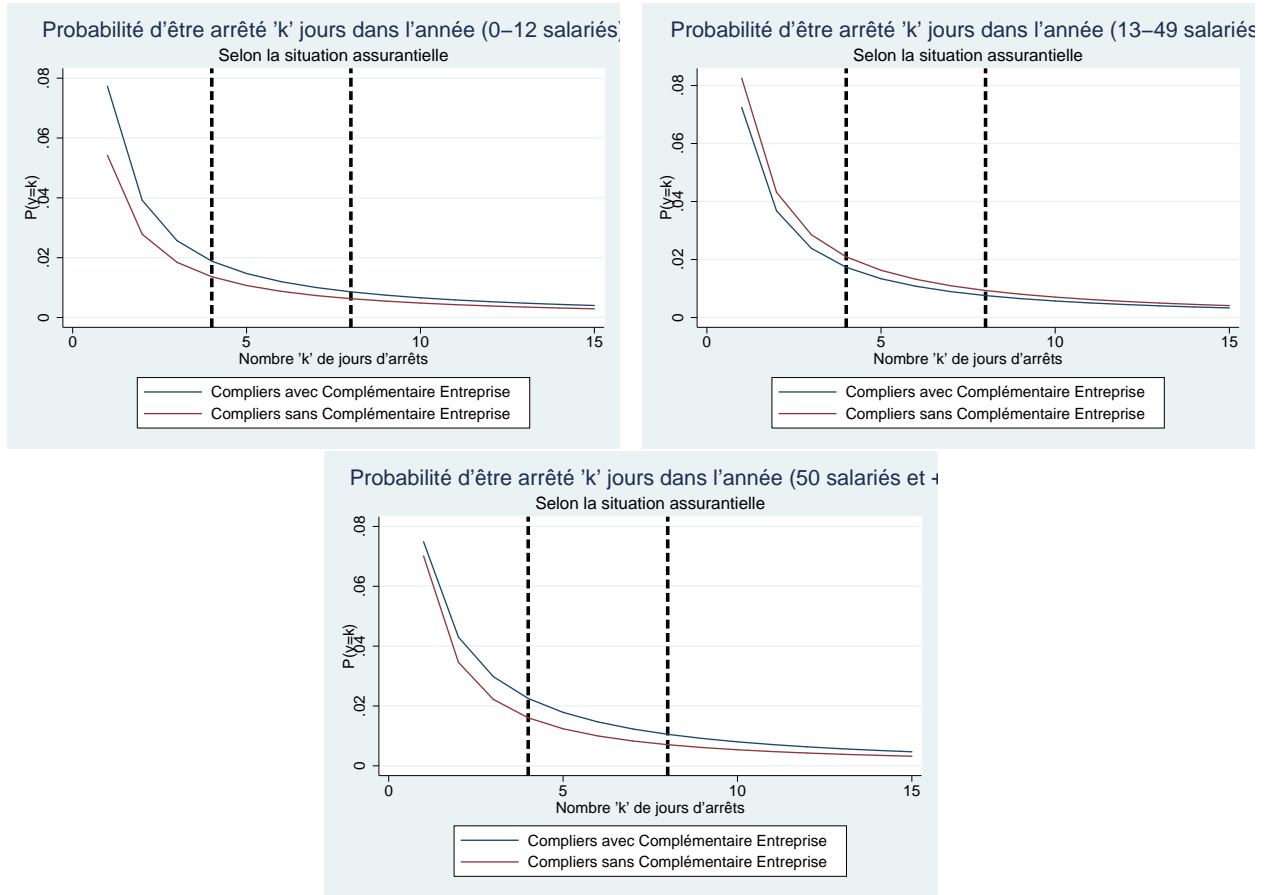 Probabilité d'être arrêté 'k' jours dans l'année (0−12 salariés)
Selon la situation assurantielle
P(y=k)
.08
.06
.04
.02
0
0 5 10 15
Nombre 'k' de jours d'arrêts
Compliers avec Complémentaire Entreprise
Compliers sans Complémentaire Entreprise
Probabilité d'être arrêté 'k' jours dans l'année (13−49 salariés
Selon la situation assurantielle
P(y=k)
.08
.06
.04
.02
0
0 5 10 15
Nombre 'k' de jours d'arrêts
Compliers avec Complémentaire Entreprise
Compliers sans Complémentaire Entreprise
Probabilité d'être arrêté 'k' jours dans l'année (50 salariés et +
Selon la situation assurantielle
P(y=k)
.08
.06
.04
.02
0
0 5 10 15
Nombre 'k' de jours d'arrêts
Compliers avec Complémentaire Entreprise
Compliers sans Complémentaire Entreprise